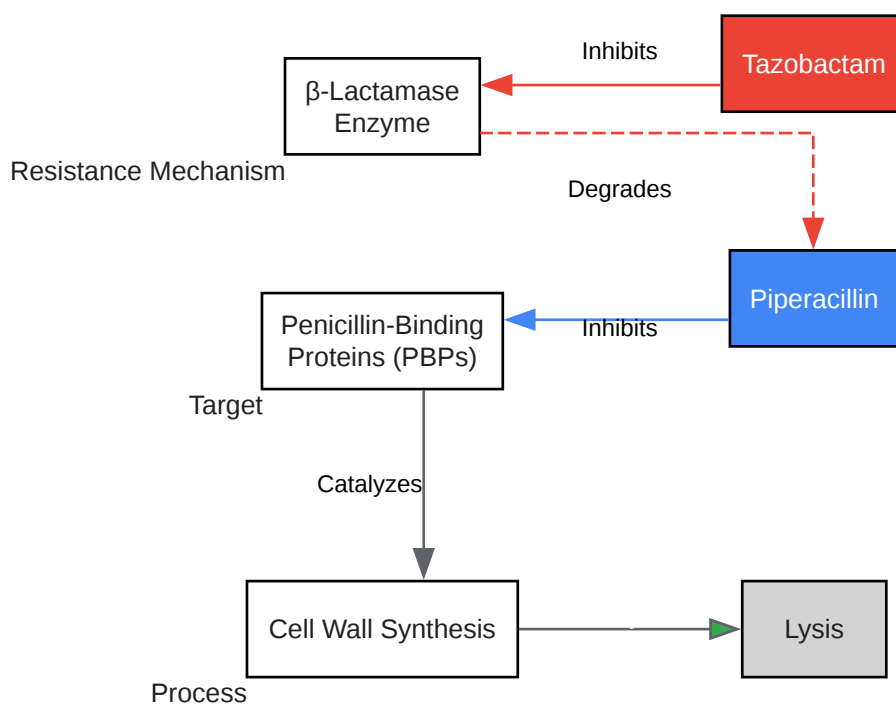 Inhibits
Tazobactam
β-Lactamase
Enzyme
Resistance Mechanism
Degrades
Piperacillin
Penicillin-Binding
Proteins (PBPs)
Inhibits
Target
Catalyzes
Cell Wall Synthesis
Lysis
Process